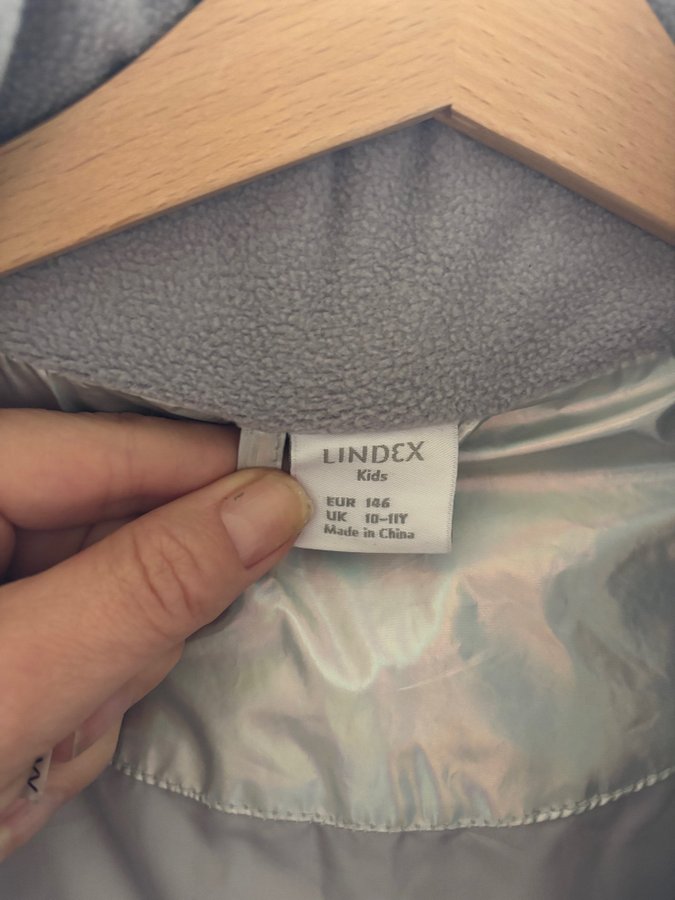 LINDEX
Kids
EUR 146
UK 10-11Y
Made in China